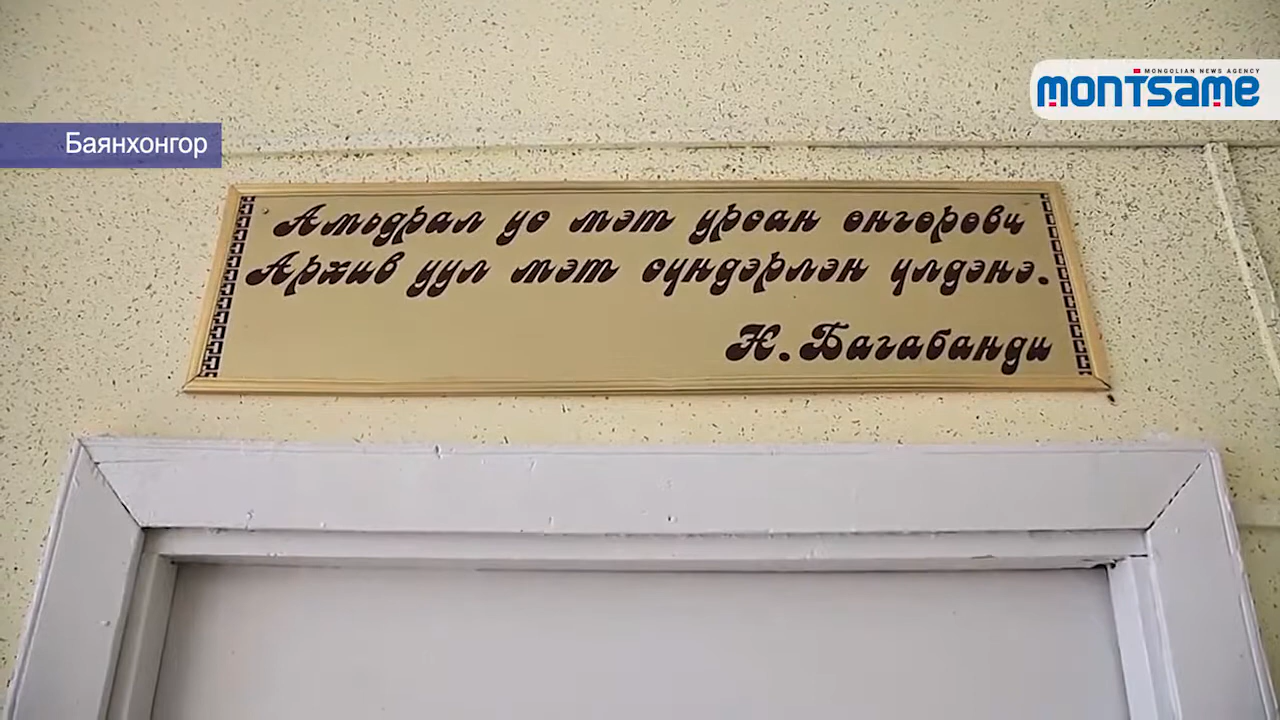 MONGOLIAN NEWS AGENCY
MONTSAME
Баянхонгор
Амьдрал ус мэт урсан өнгөрөвч
Архив уул мэт сүндэрлэн үлдэнэ.
Н. Багабанди